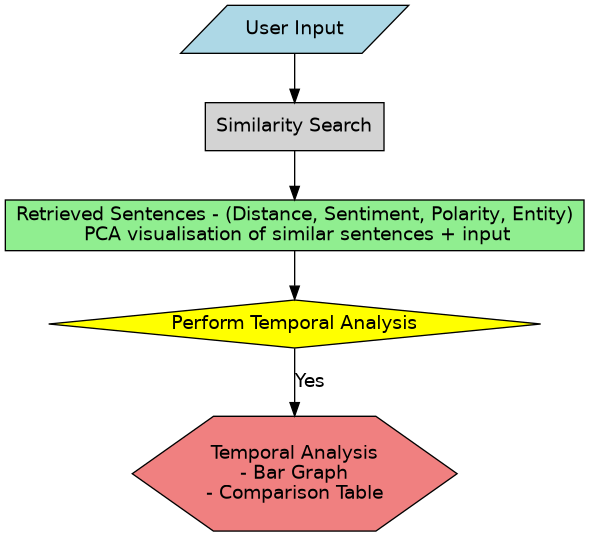 User Input
Similarity Search
Retrieved Sentences - (Distance, Sentiment, Polarity, Entity)
PCA visualisation of similar sentences + input
Perform Temporal Analysis
Yes
Temporal Analysis
- Bar Graph
- Comparison Table